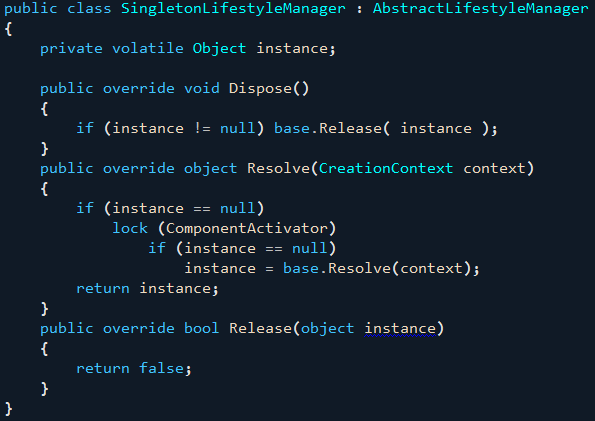 public class SingletonLifestyleManager : AbstractLifestyleManager
{
    private volatile Object instance;

    public override void Dispose()
    {
        if (instance != null) base.Release( instance );
    }
    public override object Resolve(CreationContext context)
    {
        if (instance == null)
            lock (ComponentActivator)
                if (instance == null)
                    instance = base.Resolve(context);
        return instance;
    }
    public override bool Release(object instance)
    {
        return false;
    }
}